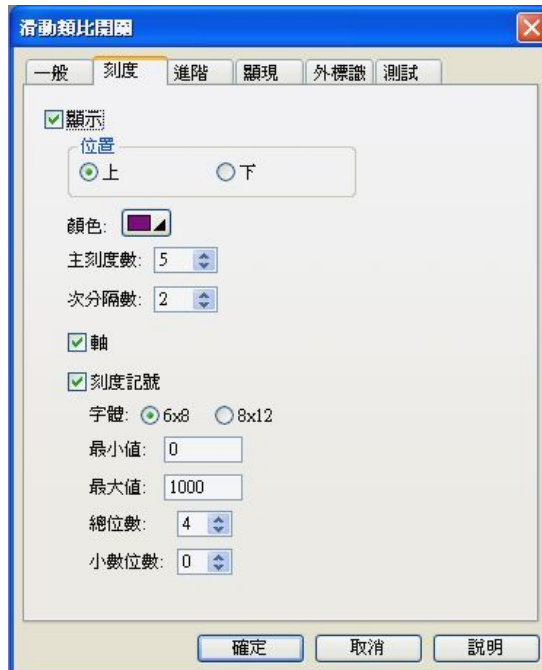 滑動類比開關
一般 刻度 進階 顯現 外標識 測試
顯示
位置
上 下
顏色:
主刻度數: 5
次分隔數: 2
軸
刻度記號
字體: 6x8 8x12
最小值: 0
最大值: 1000
總位數: 4
小數位數: 0
確定 取消 說明